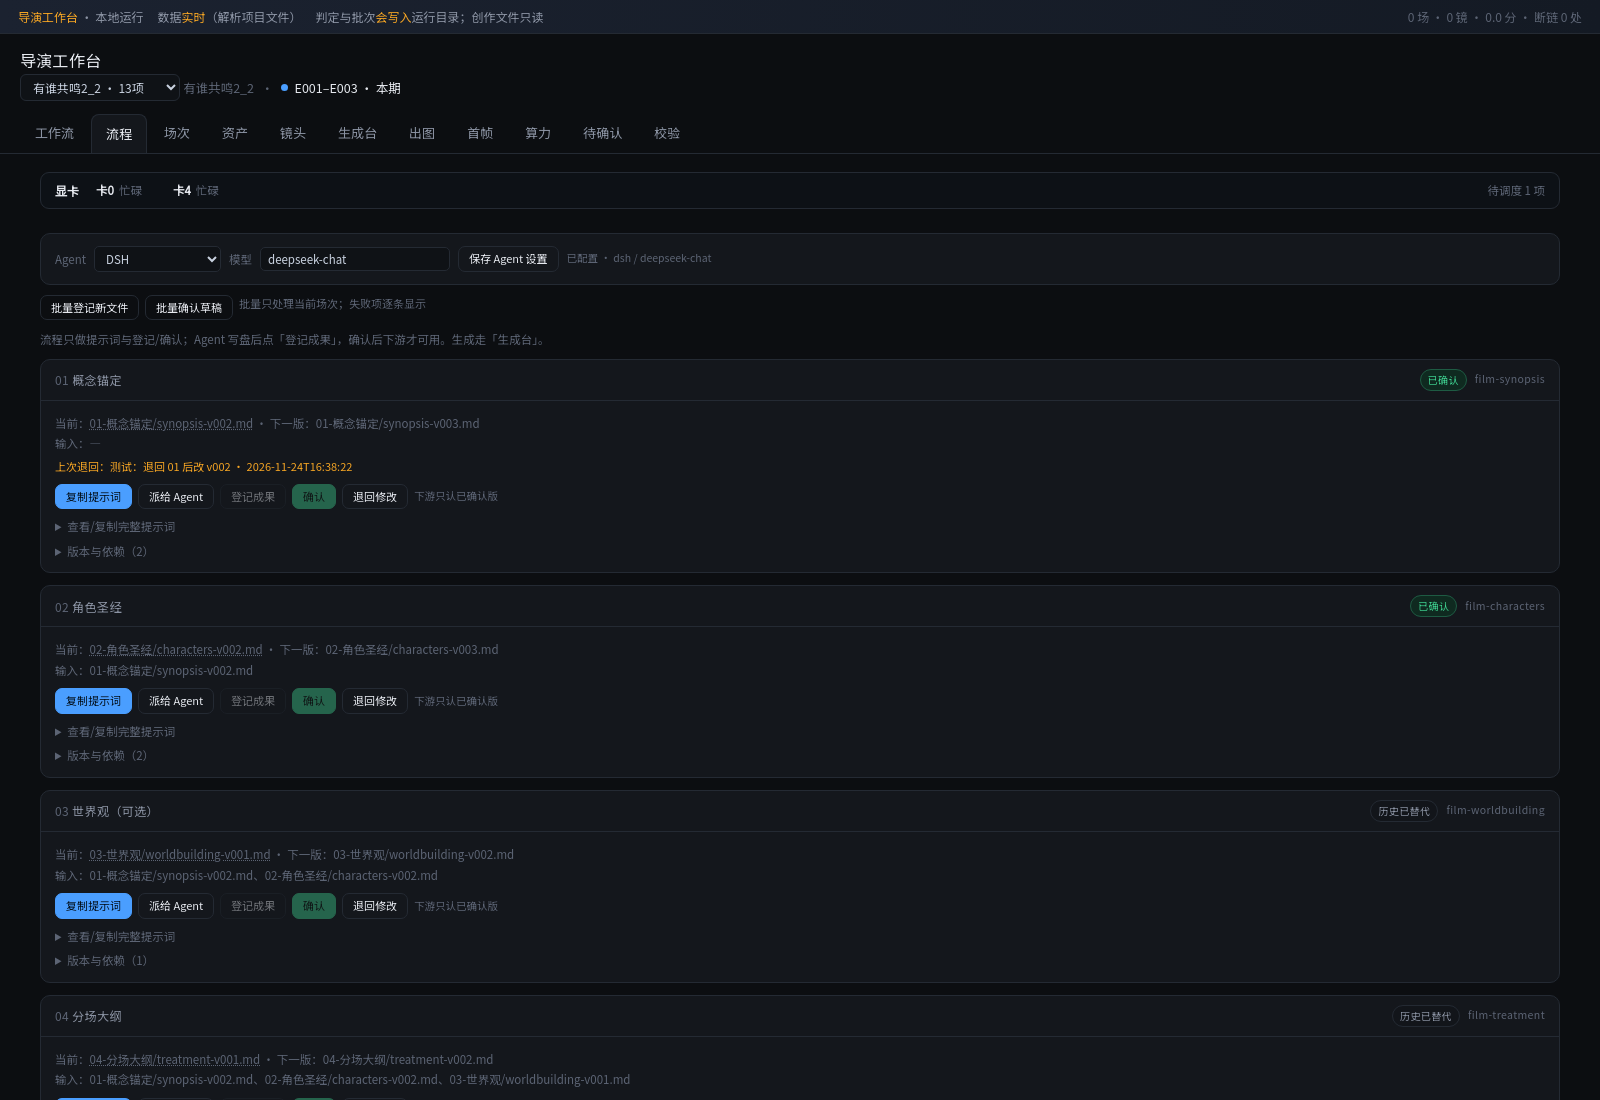 导演工作台 · 本地运行 数据实时（解析项目文件） 判定与批次会写入运行目录；创作文件只读 0 场 · 0 镜 · 0.0 分 · 断链 0 处
导演工作台
有谁共鸣2_2 · 13项 有谁共鸣2_2 · E001–E003 · 本期
工作流 流程 场次 资产 镜头 生成台 出图 首帧 算力 待确认 校验
显卡 卡0 忙碌 卡4 忙碌 待调度 1 项
Agent DSH 模型 deepseek-chat 保存 Agent 设置 已配置 · dsh / deepseek-chat
批量登记新文件 批量确认草稿 批量只处理当前场次；失败项逐条显示
流程只做提示词与登记/确认；Agent 写盘后点「登记成果」，确认后下游才可用。生成走「生成台」。
01 概念锚定 已确认 film-synopsis
当前：01-概念锚定/synopsis-v002.md · 下一版：01-概念锚定/synopsis-v003.md
输入：—
上次退回：测试：退回 01 后改 v002 · 2026-11-24T16:38:22
复制提示词 派给 Agent 登记成果 确认 退回修改 下游只认已确认版
▶ 查看/复制完整提示词
▶ 版本与依赖（2）
02 角色圣经 已确认 film-characters
当前：02-角色圣经/characters-v002.md · 下一版：02-角色圣经/characters-v003.md
输入：01-概念锚定/synopsis-v002.md
复制提示词 派给 Agent 登记成果 确认 退回修改 下游只认已确认版
▶ 查看/复制完整提示词
▶ 版本与依赖（2）
03 世界观（可选） 历史已替代 film-worldbuilding
当前：03-世界观/worldbuilding-v001.md · 下一版：03-世界观/worldbuilding-v002.md
输入：01-概念锚定/synopsis-v002.md、02-角色圣经/characters-v002.md
复制提示词 派给 Agent 登记成果 确认 退回修改 下游只认已确认版
▶ 查看/复制完整提示词
▶ 版本与依赖（1）
04 分场大纲 历史已替代 film-treatment
当前：04-分场大纲/treatment-v001.md · 下一版：04-分场大纲/treatment-v002.md
输入：01-概念锚定/synopsis-v002.md、02-角色圣经/characters-v002.md、03-世界观/worldbuilding-v001.md